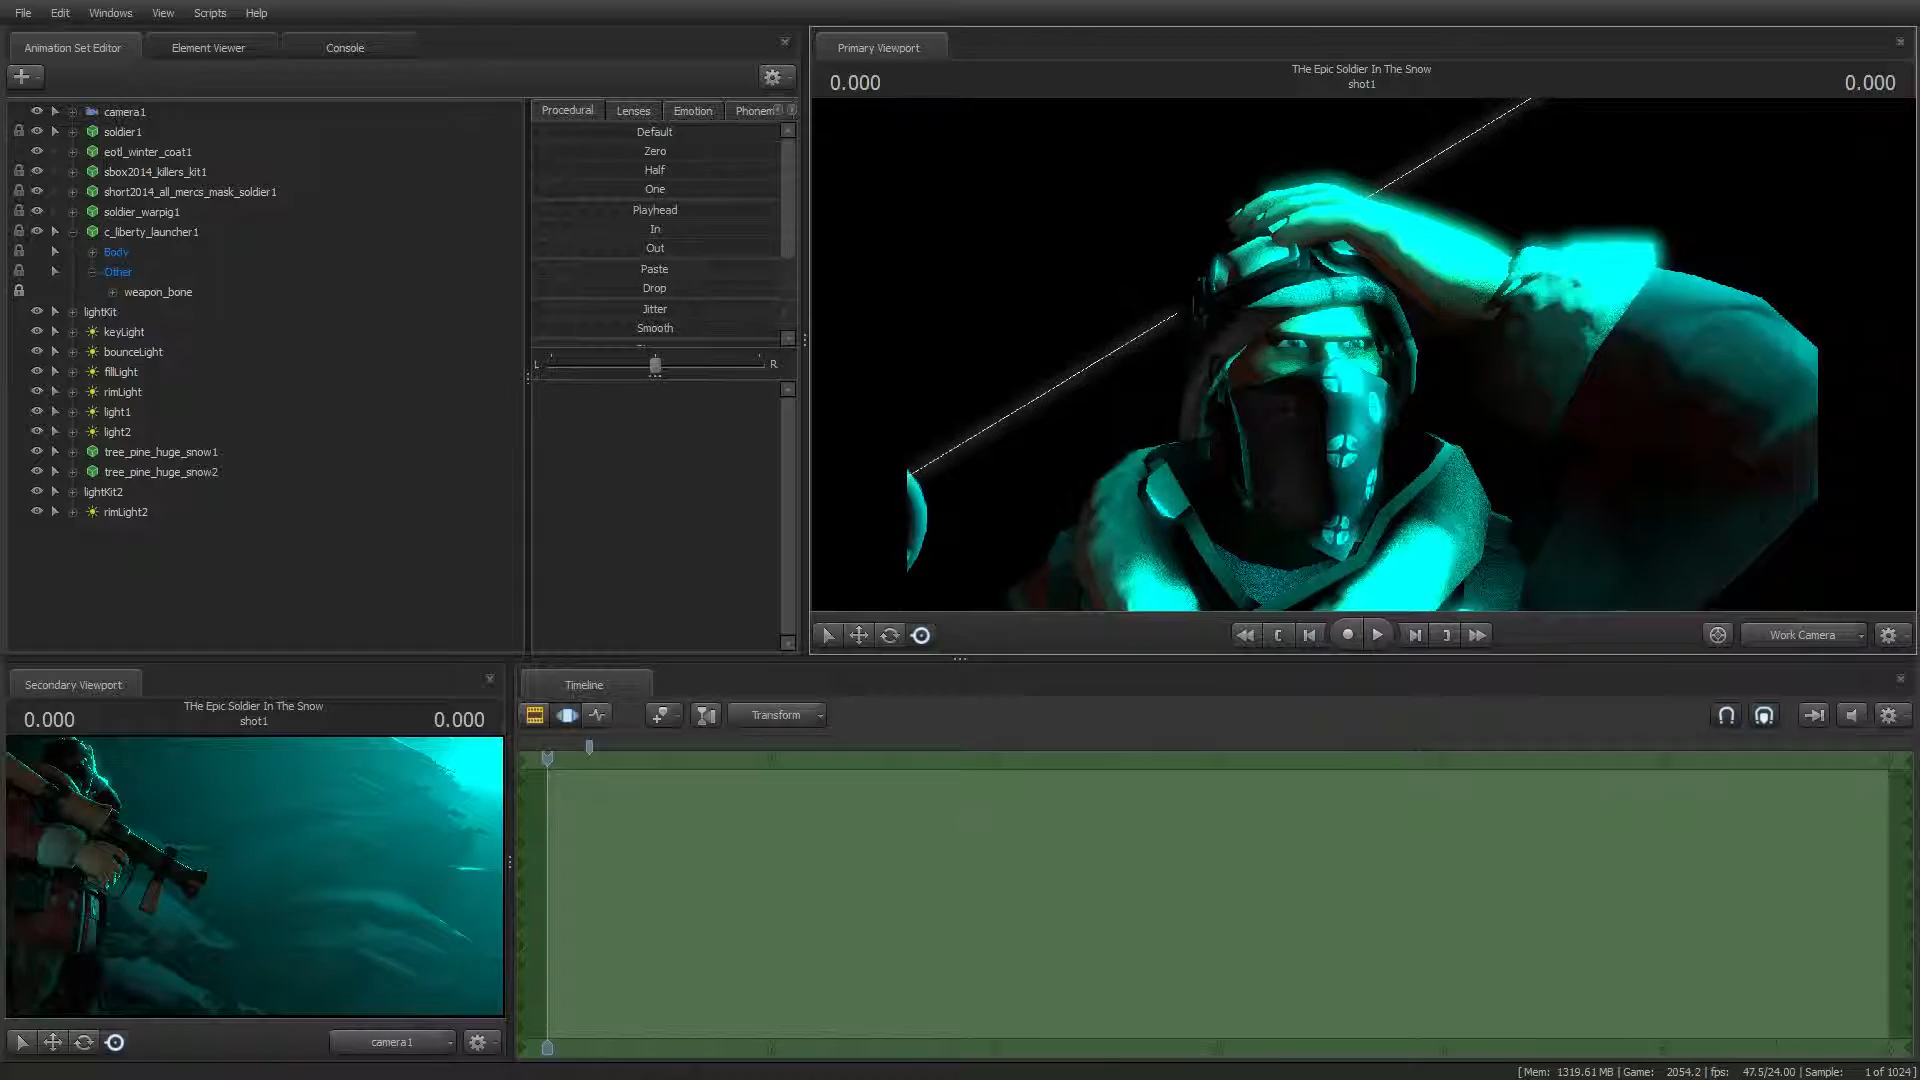 File Edit Windows View Scripts Help
Animation Set Editor Element Viewer Console
camera1
soldier1
eotl_winter_coat1
sbox2014_killers_kit1
short2014_all_mercs_mask_soldier1
soldier_warpig1
c_liberty_launcher1
Body
Other
weapon_bone
lightKit
keyLight
bounceLight
fillLight
rimLight
light1
light2
tree_pine_huge_snow1
tree_pine_huge_snow2
lightKit2
rimLight2
Procedural Lenses Emotion Phonem
Default
Zero
Half
One
Playhead
In
Out
Paste
Drop
Jitter
Smooth
L R
Primary Viewport
THe Epic Soldier In The Snow
0.000 shot1 0.000
Work Camera
Secondary Viewport
THe Epic Soldier In The Snow
0.000 shot1 0.000
camera1
Timeline
Transform
[ Mem: 1319.61 MB | Game: 2054.2 | fps: 47.5/24.00 | Sample: 1 of 1024 ]